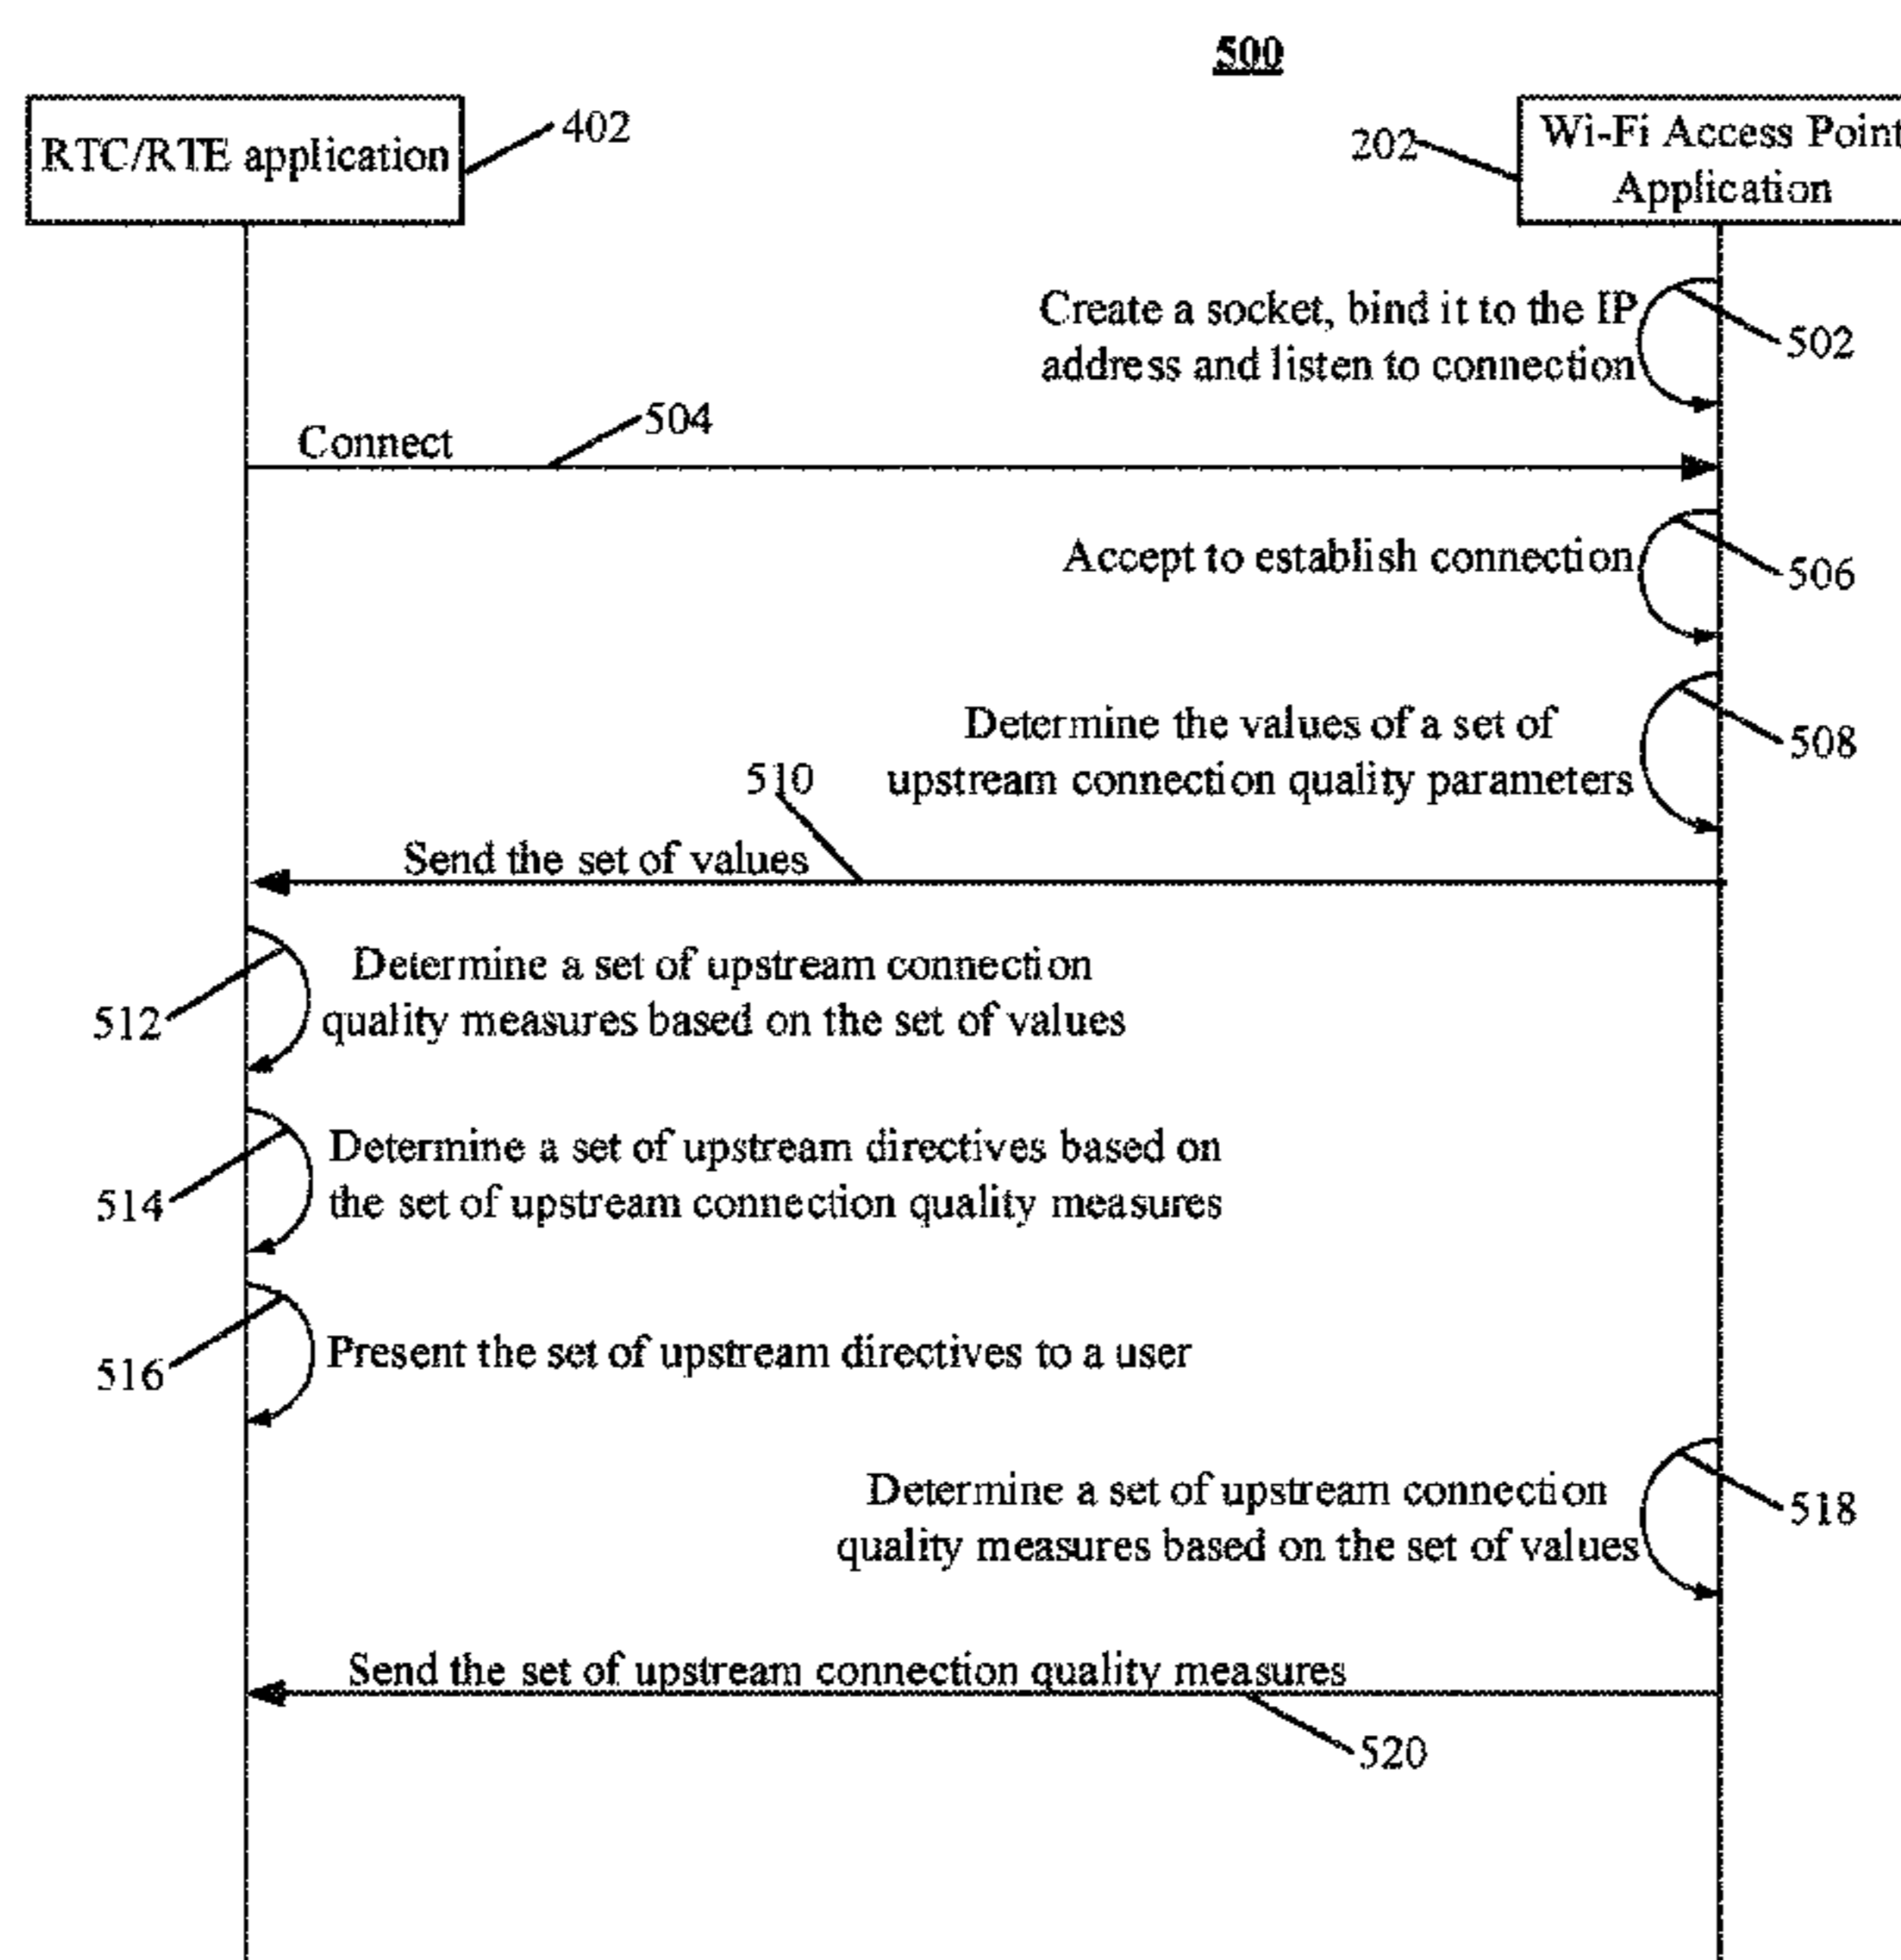 500
RTC/RTE application
402
202
Wi-Fi Access Point
Application
Create a socket, bind it to the IP
address and listen to connection
502
Connect
504
Accept to establish connection
506
Determine the values of a set of
upstream connection quality parameters
508
510
Send the set of values
Determine a set of upstream connection
quality measures based on the set of values
512
Determine a set of upstream directives based on
the set of upstream connection quality measures
514
Present the set of upstream directives to a user
516
Determine a set of upstream connection
quality measures based on the set of values
518
Send the set of upstream connection quality measures
520